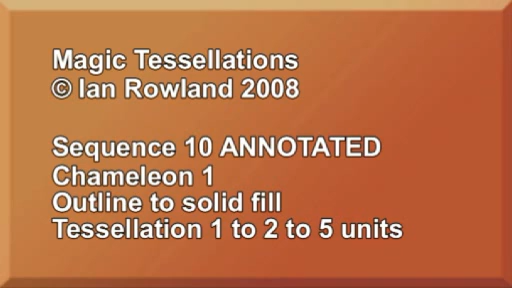 Magic Tessellations
© Ian Rowland 2008
Sequence 10 ANNOTATED
Chameleon 1
Outline to solid fill
Tessellation 1 to 2 to 5 units